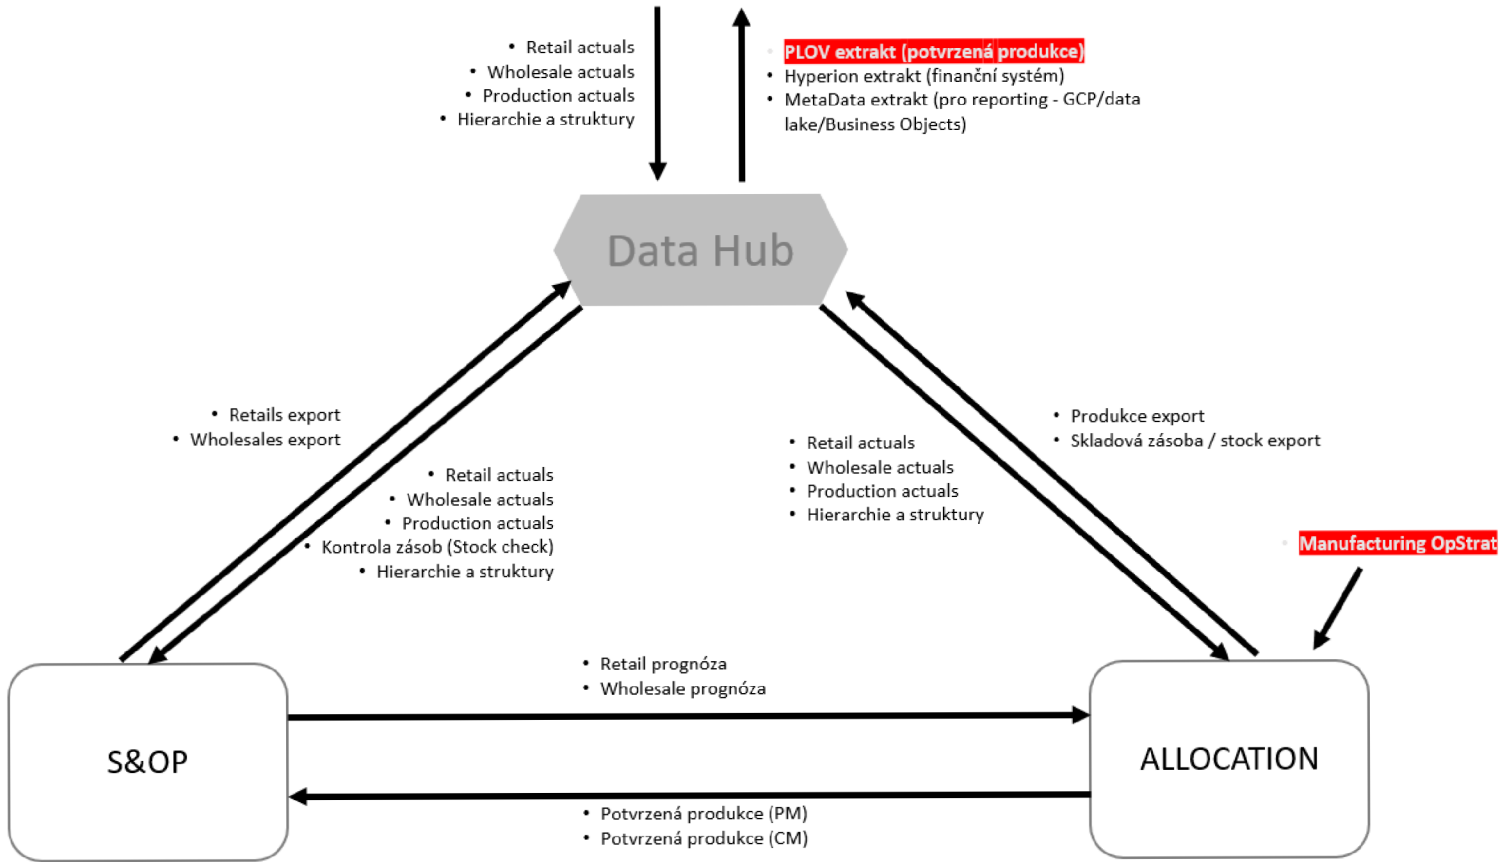 • Retail actuals
• Wholesale actuals
• Production actuals
• Hierarchie a struktury
• PLOV extrakt (potvrzená produkce)
• Hyperion extrakt (finanční systém)
• MetaData extrakt (pro reporting - GCP/data
lake/Business Objects)
Data Hub
• Retails export
• Wholesales export
• Retail actuals
• Wholesale actuals
• Production actuals
• Kontrola zásob (Stock check)
• Hierarchie a struktury
• Retail actuals
• Wholesale actuals
• Production actuals
• Hierarchie a struktury
• Produkce export
• Skladová zásoba / stock export
• Manufacturing OpStrat
• Retail prognóza
• Wholesale prognóza
S&OP
ALLOCATION
• Potvrzená produkce (PM)
• Potvrzená produkce (CM)